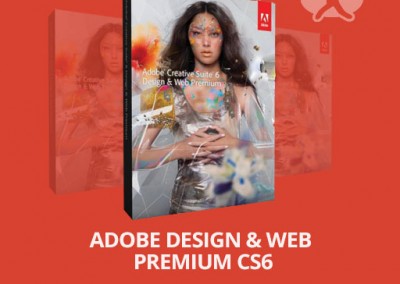 Adobe
Adobe® Creative Suite® 6
Design & Web Premium
ADOBE DESIGN & WEB
PREMIUM CS6